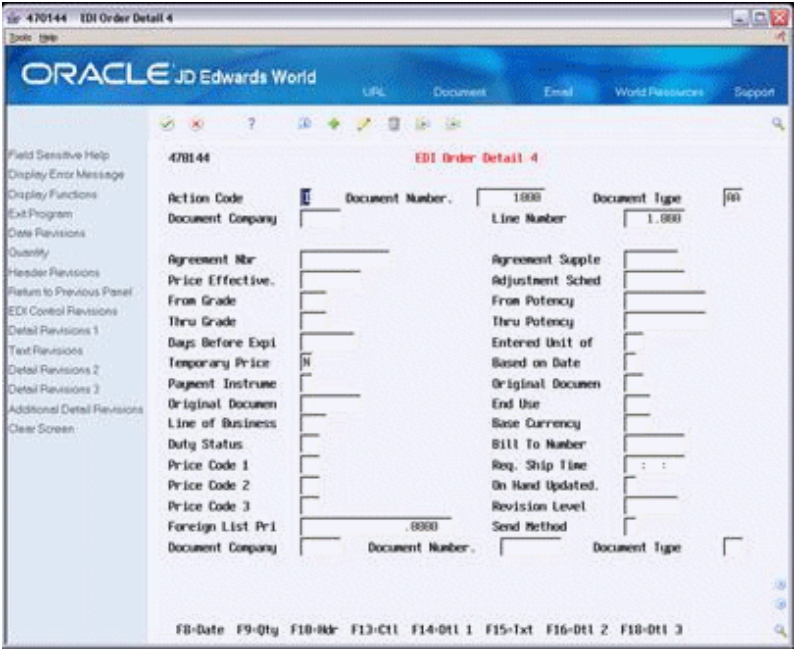 470144 EDI Order Detail 4
Tools Help
ORACLE JD Edwards World
URL Document Email World Resources Support
Field Sensitive Help
Display Error Message
Display Functions
Exit Program
Date Revisions
Quantity
Header Revisions
Return to Previous Panel
EDI Control Revisions
Detail Revisions 1
Text Revisions
Detail Revisions 2
Detail Revisions 3
Additional Detail Revisions
Clear Screen
470144 EDI Order Detail 4
Action Code I Document Number. 1000 Document Type AA
Document Company Line Number 1.000
Agreement Nbr Agreement Supple
Price Effective. Adjustment Sched
From Grade From Potency
Thru Grade Thru Potency
Days Before Expi Entered Unit of
Temporary Price N Based on Date
Payment Instrume Original Documen
Original Documen End Use
Line of Business Base Currency
Duty Status Bill To Number
Price Code 1 Req. Ship Time : :
Price Code 2 On Hand Updated.
Price Code 3 Revision Level
Foreign List Pri .0000 Send Method
Document Company Document Number. Document Type
F8=Date F9=Qty F10=Hdr F13=Ctl F14=Dtl 1 F15=Txt F16=Dtl 2 F18=Dtl 3